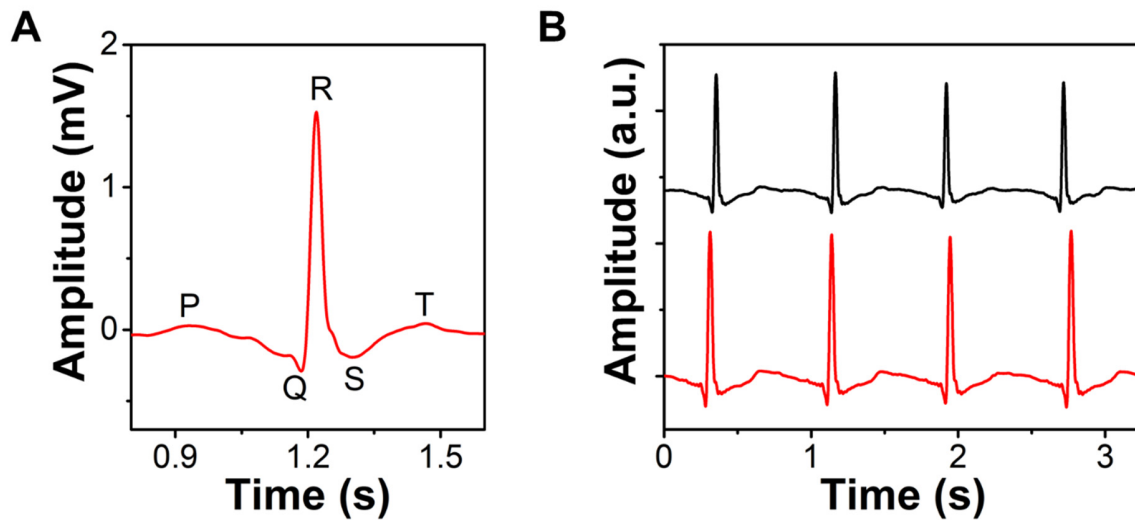 A
Amplitude (mV)
2
1
0
P
Q
R
S
T
0.9 1.2 1.5
Time (s)
B
Amplitude (a.u.)
0 1 2 3
Time (s)